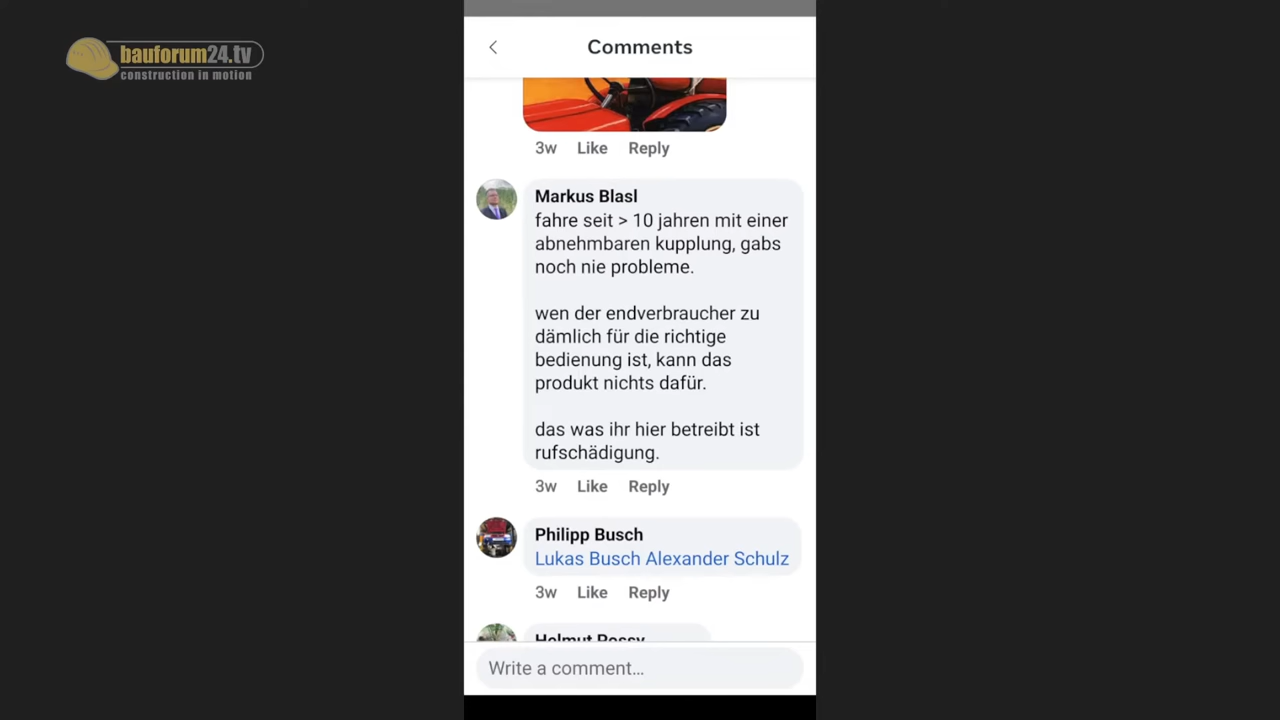 bauforum24.tv
construction in motion
Comments
3w Like Reply
Markus Blasl
fahre seit > 10 jahren mit einer
abnehmbaren kupplung, gabs
noch nie probleme.
wen der endverbraucher zu
dämlich für die richtige
bedienung ist, kann das
produkt nichts dafür.
das was ihr hier betreibt ist
rufschädigung.
3w Like Reply
Philipp Busch
Lukas Busch Alexander Schulz
3w Like Reply
Helmut
Write a comment...